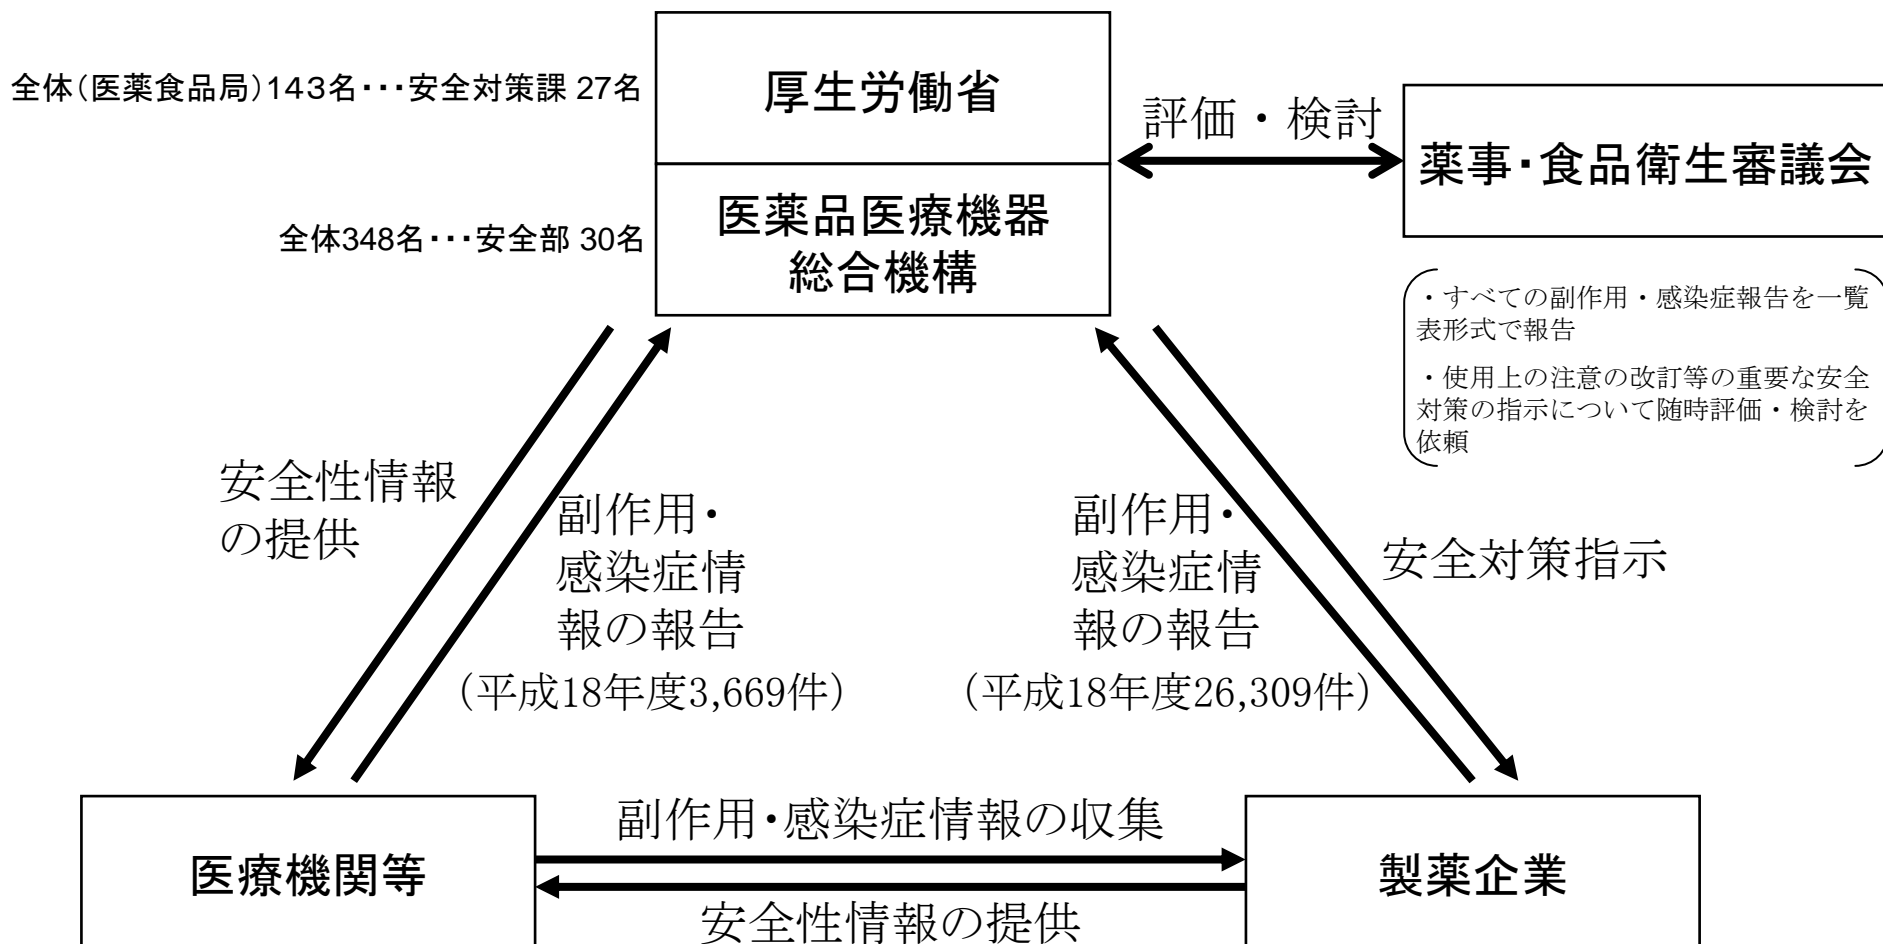 全体（医薬食品局）143名･･･安全対策課 27名
厚生労働省
評価・検討
薬事・食品衛生審議会
全体348名･･･安全部 30名
医薬品医療機器
総合機構
・すべての副作用・感染症報告を一覧
表形式で報告
・使用上の注意の改訂等の重要な安全
対策の指示について随時評価・検討を
依頼
安全性情報
の提供
副作用・
感染症情
報の報告
（平成18年度3,669件）
副作用・
感染症情
報の報告
（平成18年度26,309件）
安全対策指示
医療機関等
副作用・感染症情報の収集
安全性情報の提供
製薬企業